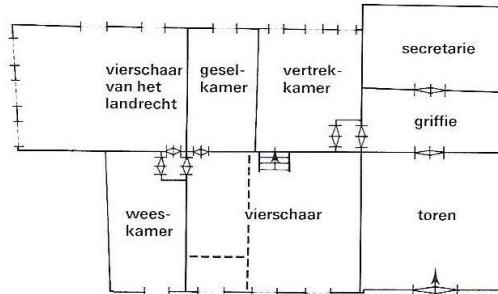 vierschaar
van het
landrecht
gesel-
kamer
vertrek-
kamer
secretarie
griffie
wees-
kamer
vierschaar
toren